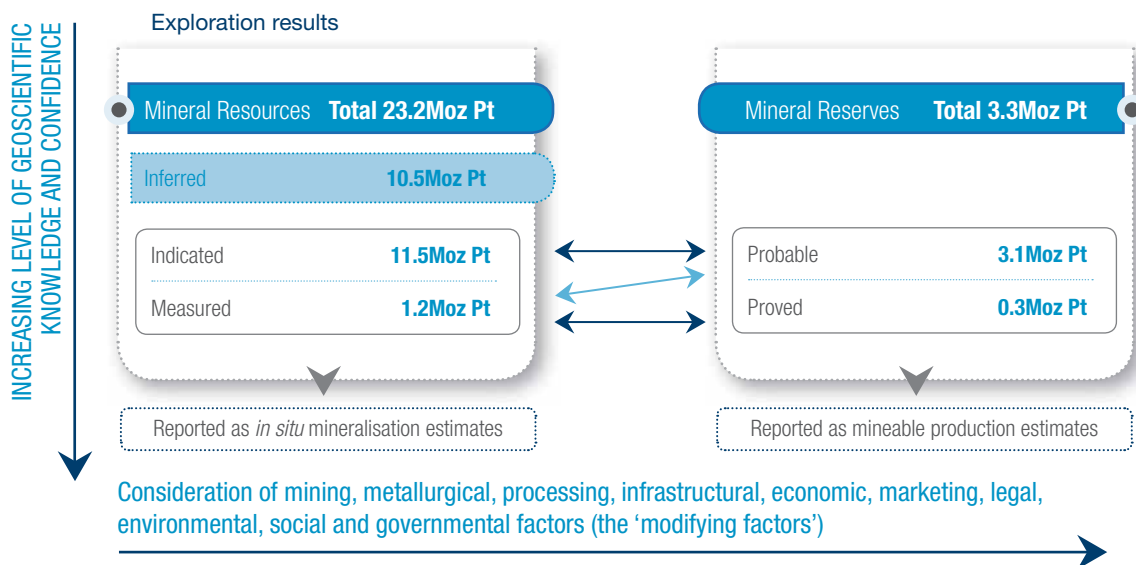 INCREASING LEVEL OF GEOSCIENTIFIC
KNOWLEDGE AND CONFIDENCE
Exploration results
Mineral Resources Total 23.2Moz Pt
Inferred 10.5Moz Pt
Indicated 11.5Moz Pt
Measured 1.2Moz Pt
Reported as in situ mineralisation estimates
Mineral Reserves Total 3.3Moz Pt
Probable 3.1Moz Pt
Proved 0.3Moz Pt
Reported as mineable production estimates
Consideration of mining, metallurgical, processing, infrastructural, economic, marketing, legal,
environmental, social and governmental factors (the ‘modifying factors’)